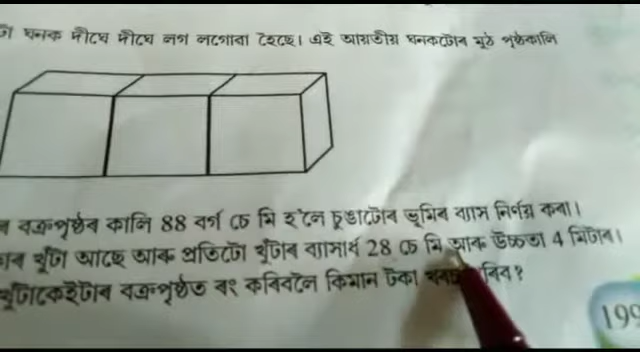 ঘনক দীঘে দীঘে লগ লগোৱা হৈছে। এই আয়তীয় ঘনকটোৰ মুঠ পৃষ্ঠকালি
বক্ৰপৃষ্ঠৰ কালি 88 বৰ্গ চে মি হ'লে চুঙাটোৰ ভূমিৰ ব্যাস নিৰ্ণয় কৰা।
খুঁটা আছে আৰু প্ৰতিটো খুঁটাৰ ব্যাসাৰ্ধ 28 চে মি আৰু উচ্চতা 4 মিটাৰ।
খুঁটাকেইটাৰ বক্ৰপৃষ্ঠত ৰং কৰিবলৈ কিমান টকা
199